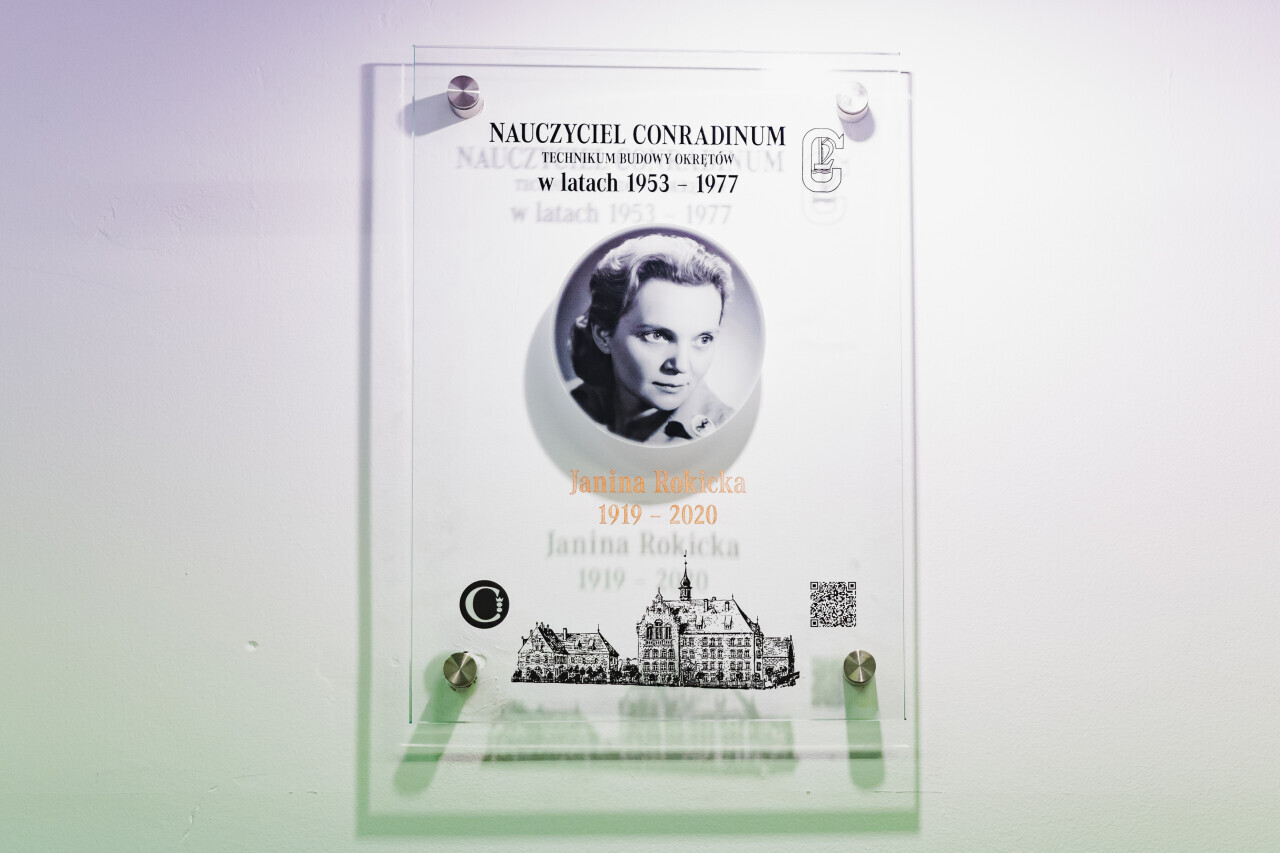 NAUCZYCIEL CONRADINUM
TECHNIKUM BUDOWY OKRĘTÓW
w latach 1953 – 1977
Janina Rokicka
1919 – 2020